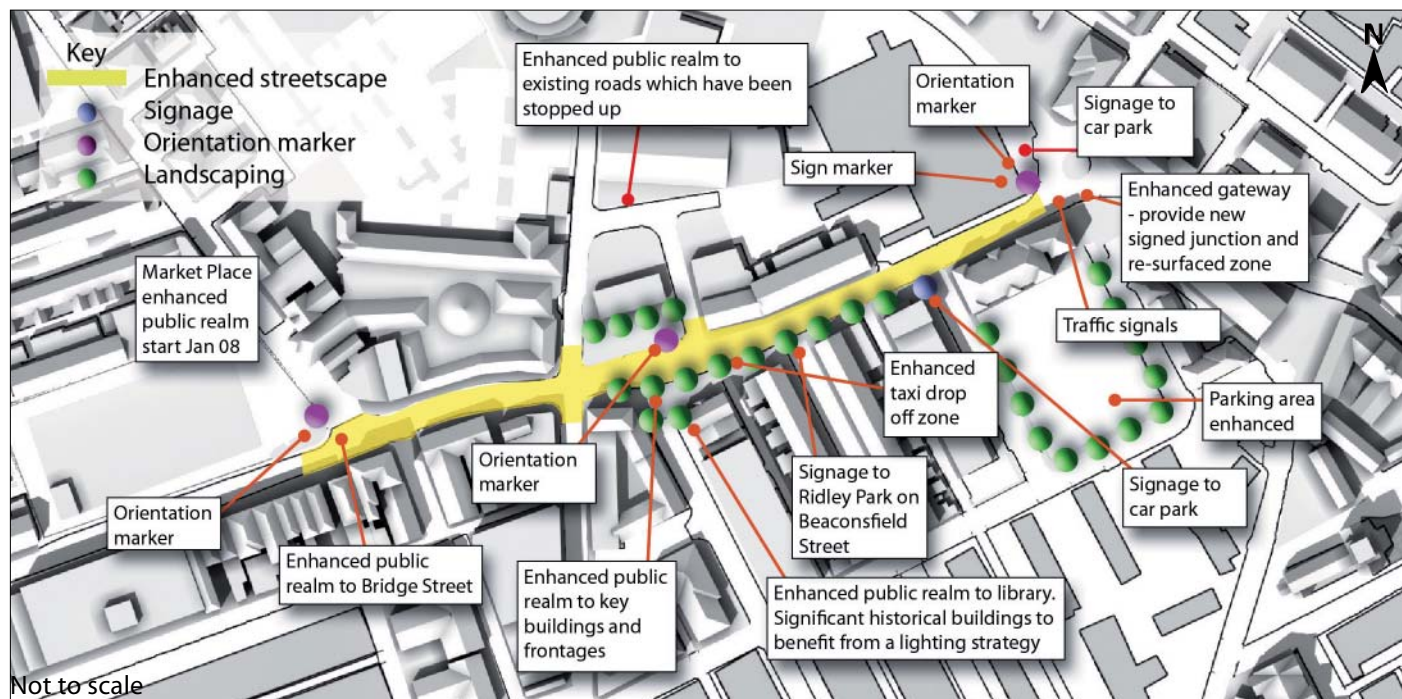 Key
Enhanced streetscape
Signage
Orientation marker
Landscaping
Enhanced public realm to
existing roads which have been
stopped up
Orientation
marker
N
Signage to
car park
Sign marker
Enhanced gateway
- provide new
signed junction and
re-surfaced zone
Market Place
enhanced
public realm
start Jan 08
Traffic signals
Enhanced
taxi drop
off zone
Parking area
enhanced
Orientation
marker
Orientation
marker
Signage to
Ridley Park on
Beaconsfield
Street
Signage to
car park
Enhanced public
realm to Bridge Street
Enhanced public
realm to key
buildings and
frontages
Enhanced public realm to library.
Significant historical buildings to
benefit from a lighting strategy
Not to scale